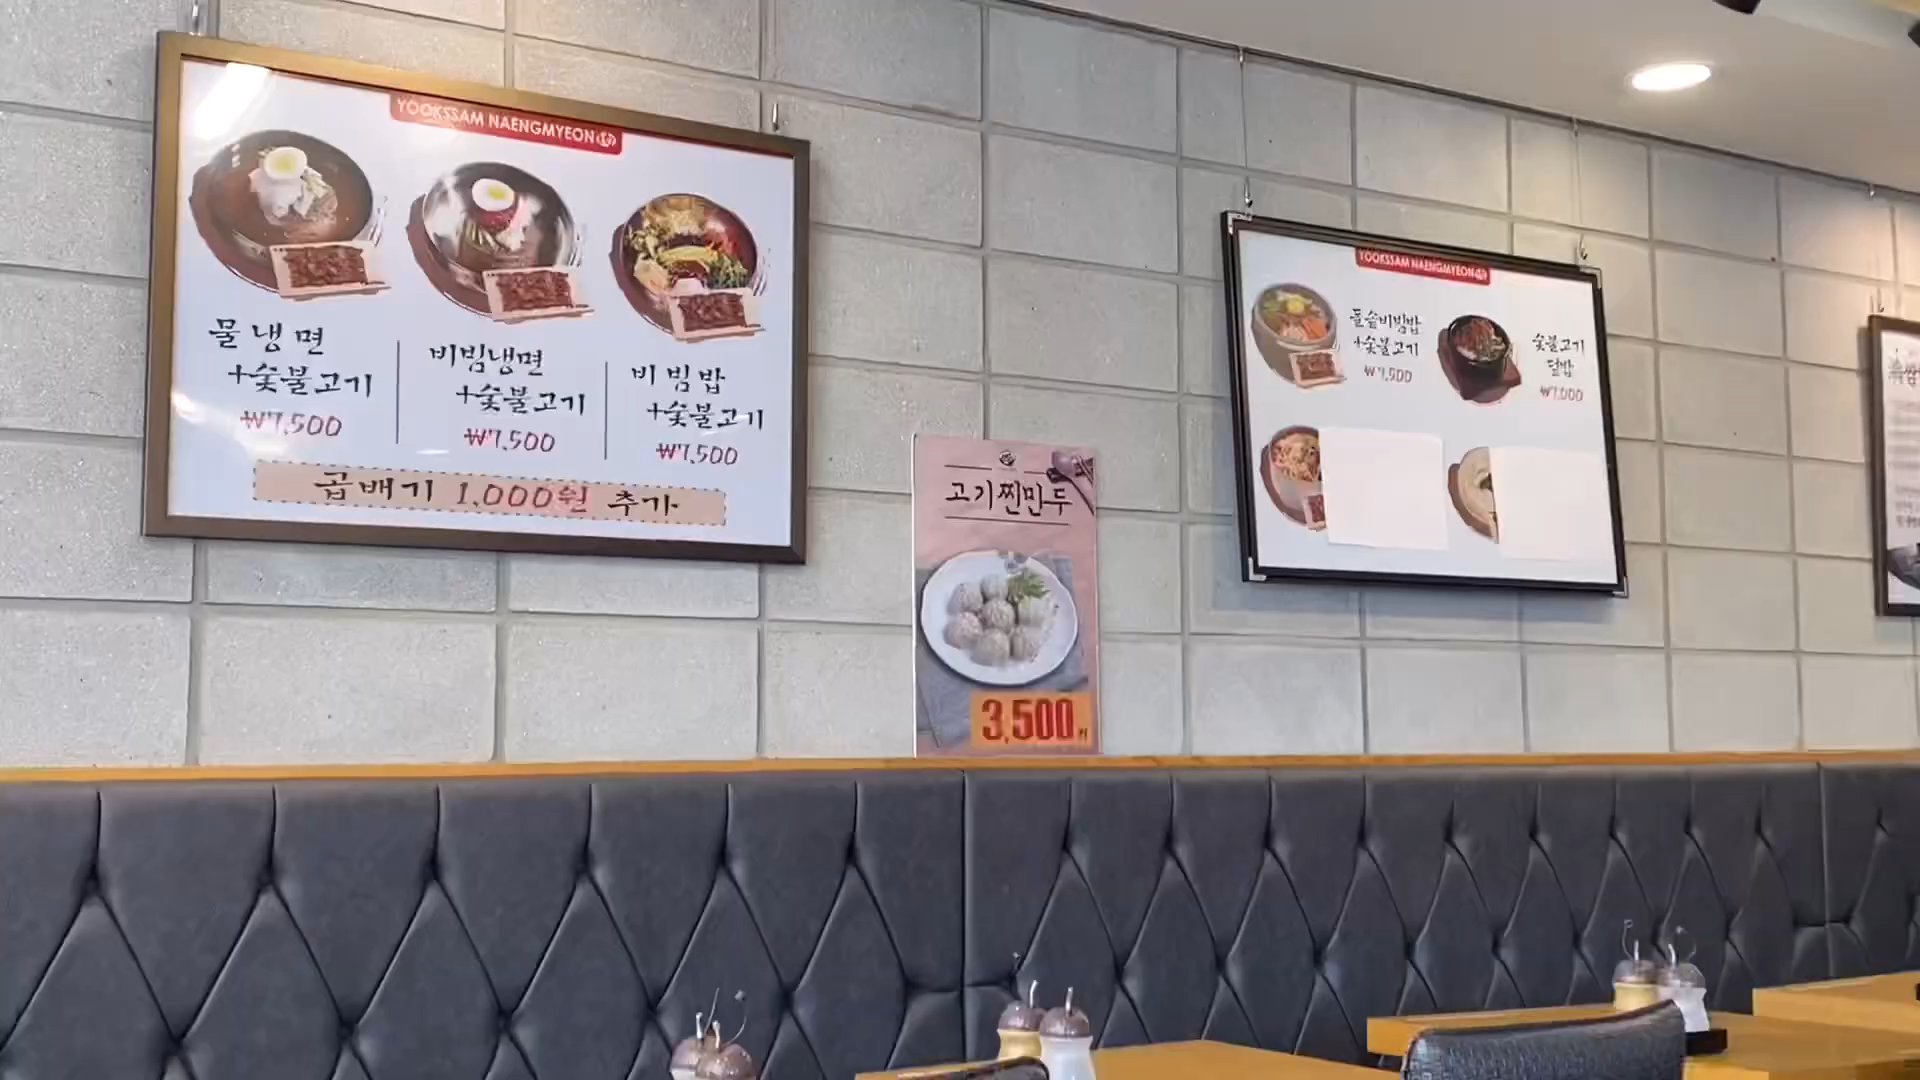 YOOKSSAM NAENGMYEON
물냉면
+숯불고기
₩7,500
비빔냉면
+숯불고기
₩7,500
비빔밥
+숯불고기
₩7,500
곱배기 1,000원 추가
고기찐만두
3,500
YOOKSSAM NAENGMYEON
돌솥비빔밥
+숯불고기
₩7,500
숯불고기
덮밥
₩7,000